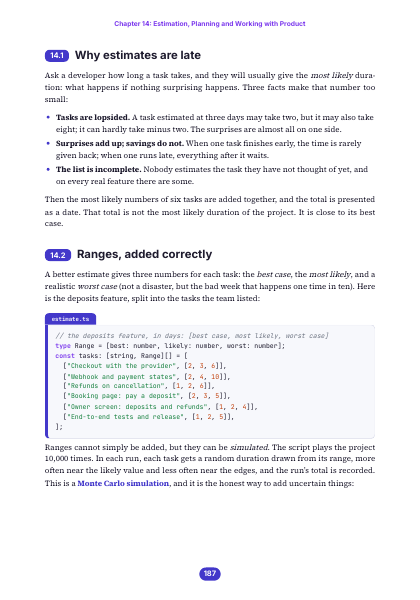 Chapter 14: Estimation, Planning and Working with Product
14.1 Why estimates are late
Ask a developer how long a task takes, and they will usually give the most likely dura-
tion: what happens if nothing surprising happens. Three facts make that number too
small:
• Tasks are lopsided. A task estimated at three days may take two, but it may also take
eight; it can hardly take minus two. The surprises are almost all on one side.
• Surprises add up; savings do not. When one task finishes early, the time is rarely
given back; when one runs late, everything after it waits.
• The list is incomplete. Nobody estimates the task they have not thought of yet, and
on every real feature there are some.
Then the most likely numbers of six tasks are added together, and the total is presented
as a date. That total is not the most likely duration of the project. It is close to its best
case.
14.2 Ranges, added correctly
A better estimate gives three numbers for each task: the best case, the most likely, and a
realistic worst case (not a disaster, but the bad week that happens one time in ten). Here
is the deposits feature, split into the tasks the team listed:
estimate.ts
// the deposits feature, in days: [best case, most likely, worst case]
type Range = [best: number, likely: number, worst: number];
const tasks: [string, Range][] = [
["Checkout with the provider", [2, 3, 6]],
["Webhook and payment states", [2, 4, 10]],
["Refunds on cancellation", [1, 2, 6]],
["Booking page: pay a deposit", [2, 3, 5]],
["Owner screen: deposits and refunds", [1, 2, 4]],
["End-to-end tests and release", [1, 2, 5]],
];
Ranges cannot simply be added, but they can be simulated. The script plays the project
10,000 times. In each run, each task gets a random duration drawn from its range, more
often near the likely value and less often near the edges, and the run's total is recorded.
This is a Monte Carlo simulation, and it is the honest way to add uncertain things:
187